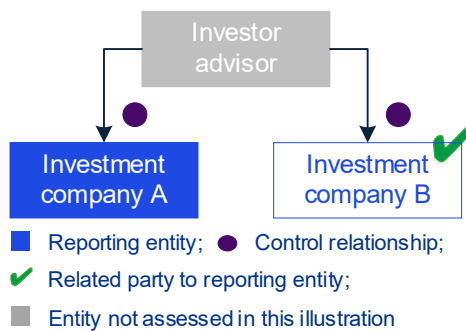 Investor
advisor
Investment
company A
Investment
company B
Reporting entity; Control relationship;
Related party to reporting entity;
Entity not assessed in this illustration